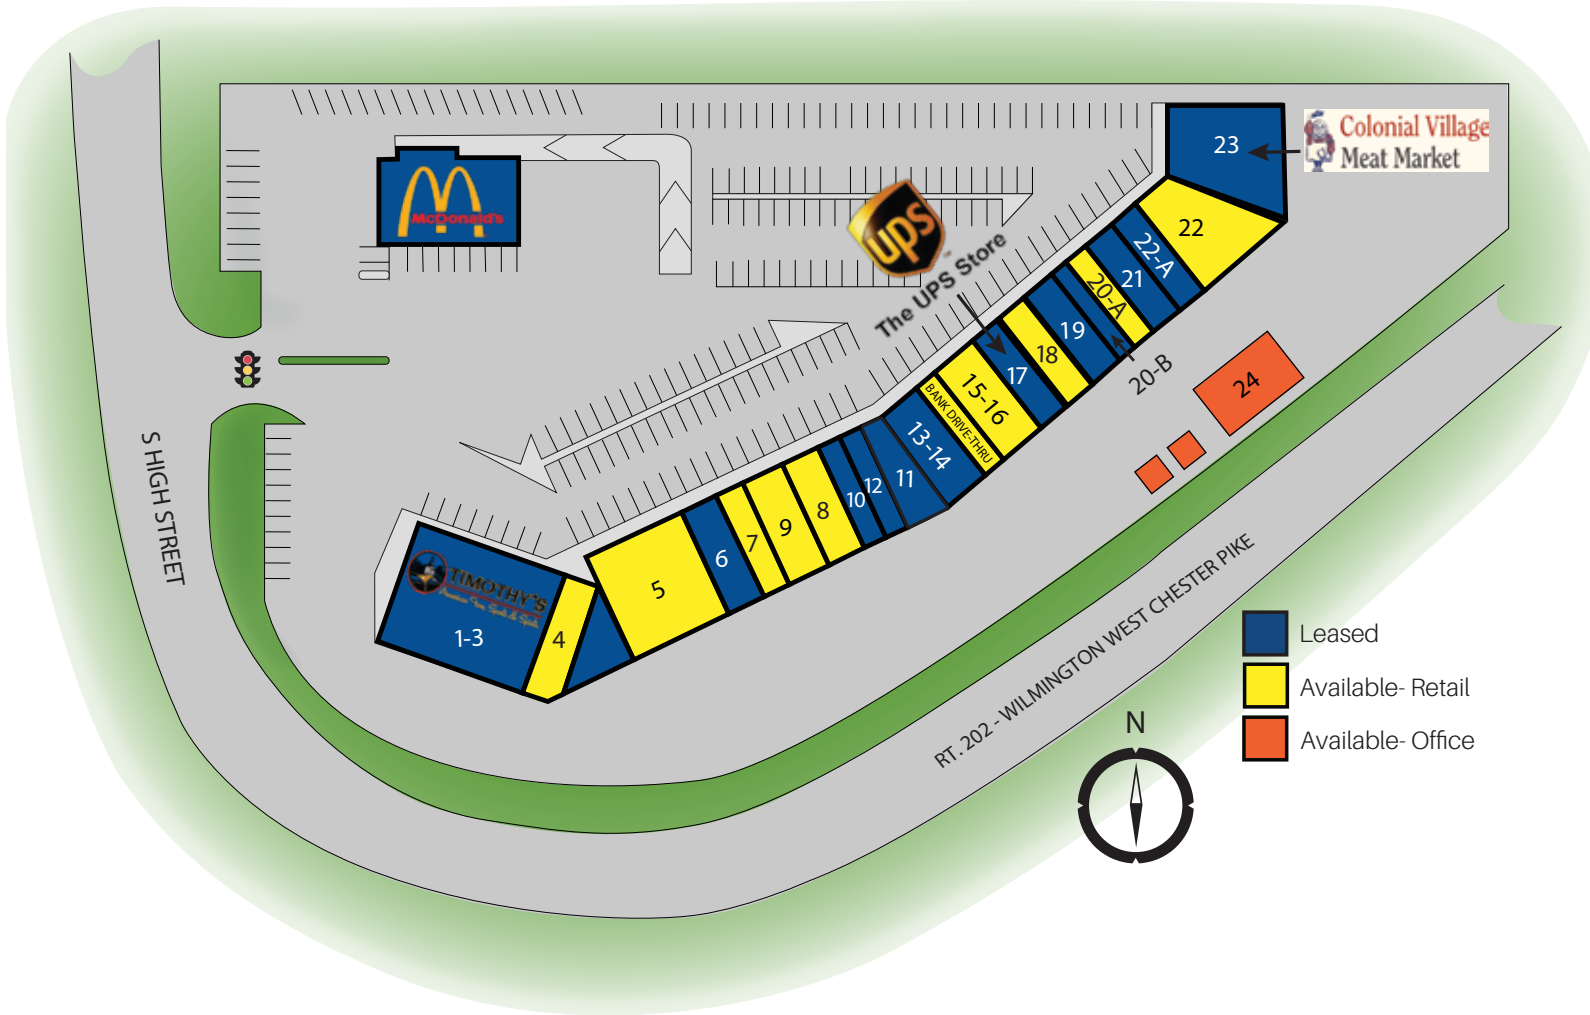 McDonald's
ups
The UPS Store
23
Colonial Village
Meat Market
22
22-A
21
20-A
20-B
19
18
17
15-16
BANK DRIVE-THRU
13-14
11
12
10
8
9
7
6
5
4
TIMOTHY'S
1-3
24
S HIGH STREET
RT. 202 - WILMINGTON WEST CHESTER PIKE
N
Leased
Available- Retail
Available- Office